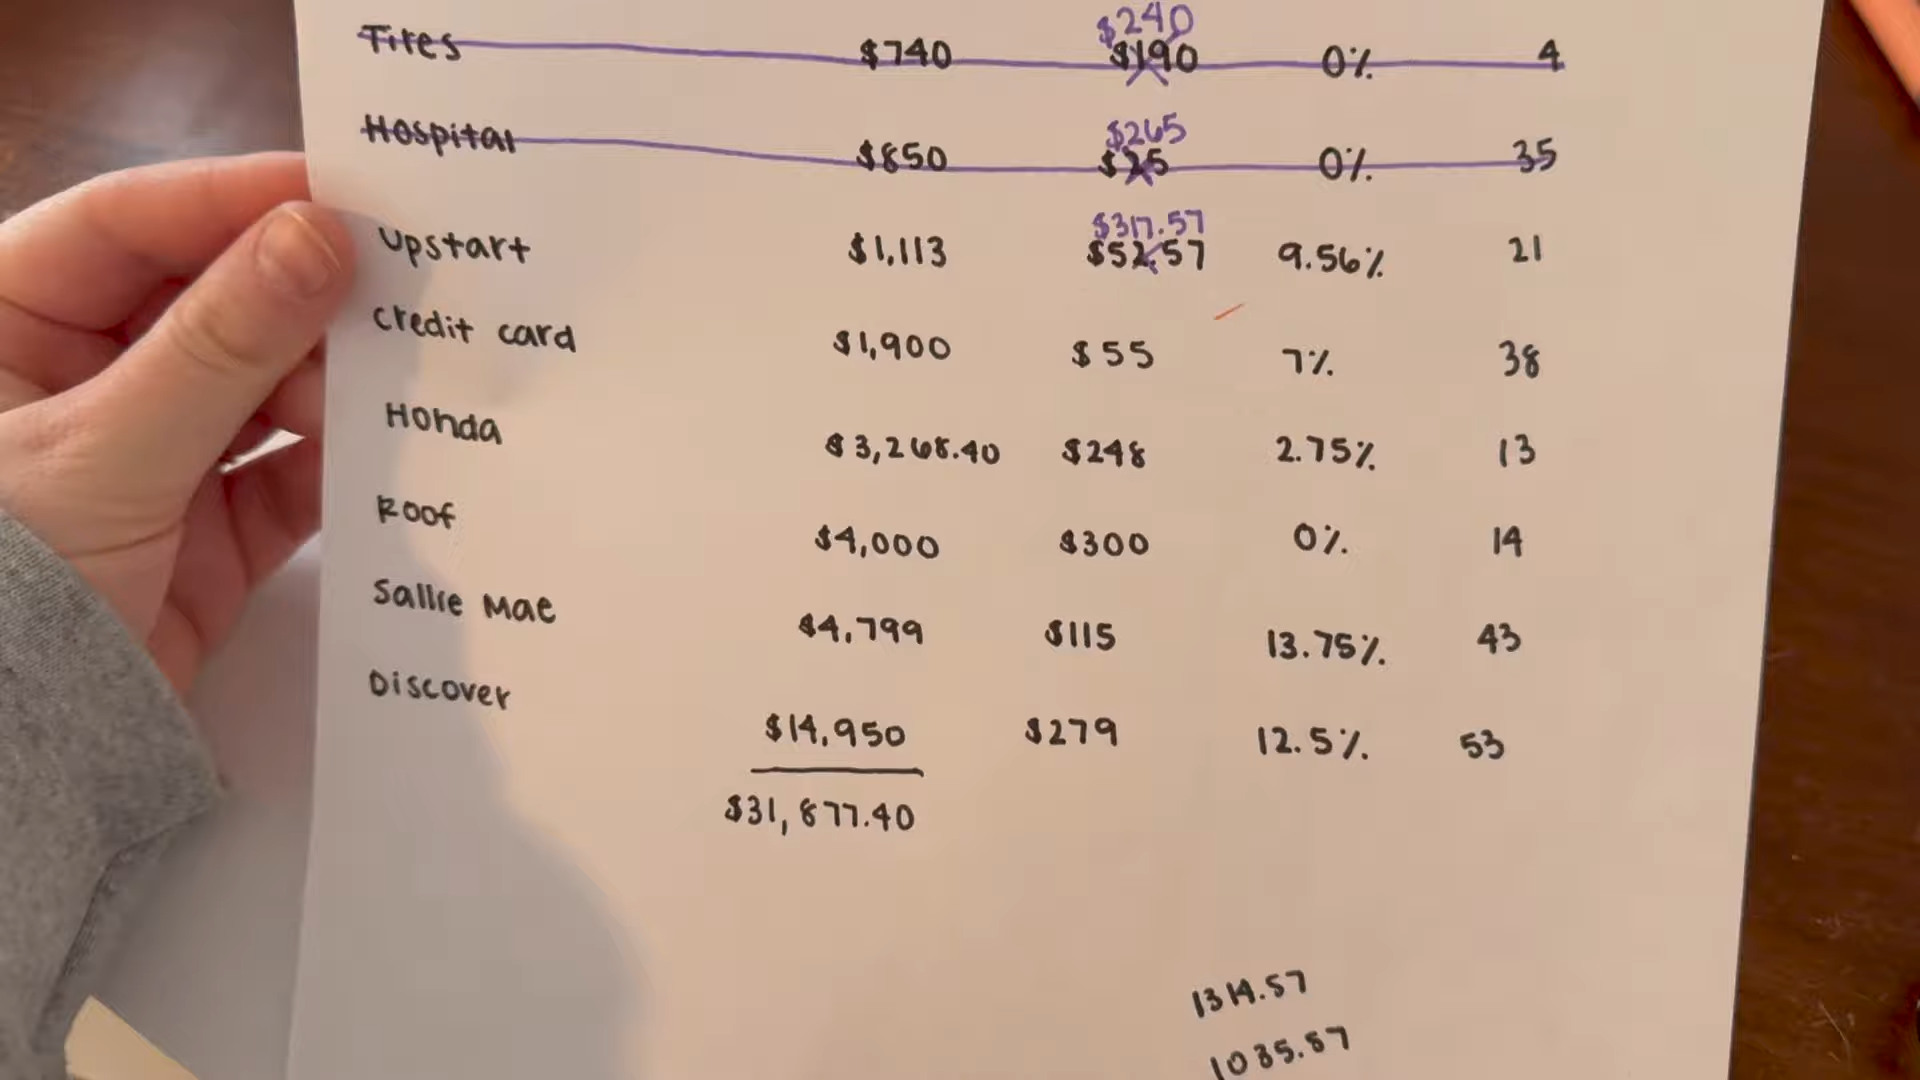 $240
Tires $740 $190 0% 4
$265
Hospital $850 $25 0% 35
$317.57
Upstart $1,113 $52.57 9.56% 21
Credit card $1,900 $55 7% 38
Honda $3,268.40 $248 2.75% 13
Roof $4,000 $300 0% 14
Sallie Mae $4,799 $115 13.75% 43
Discover $14,950 $279 12.5% 53
$31,877.40
1314.57
1035.57